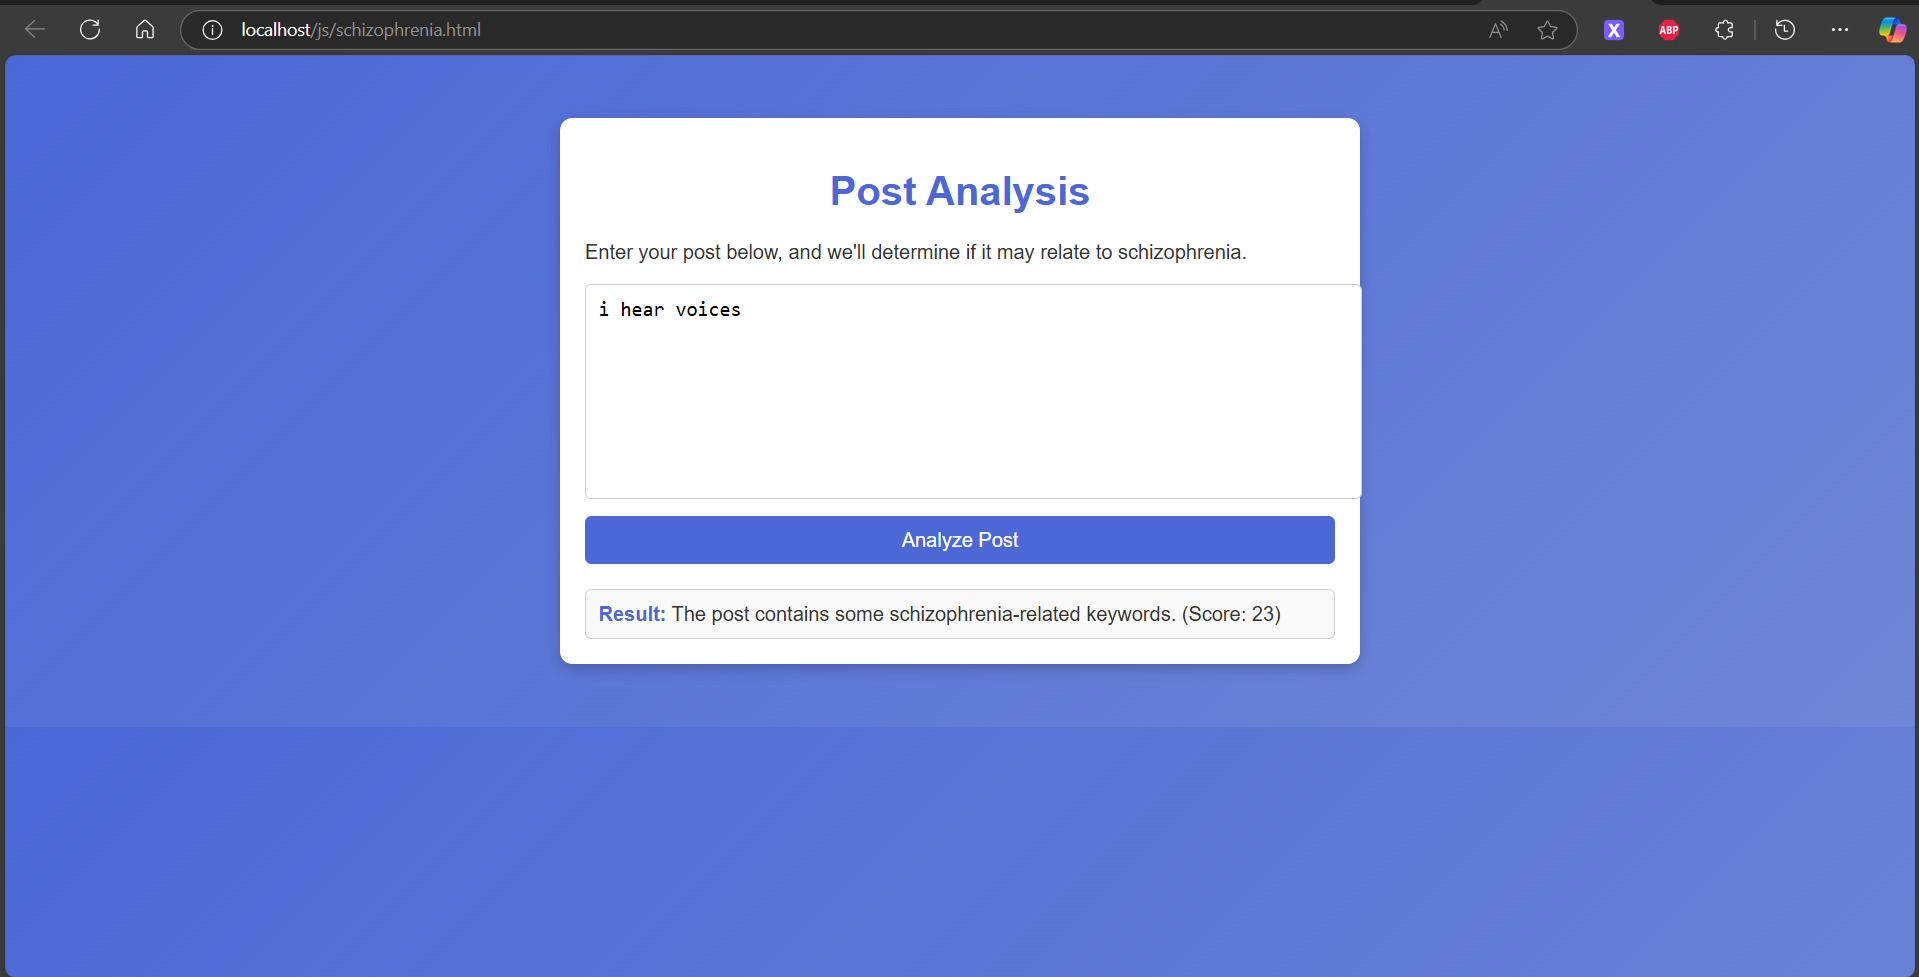 localhost/js/schizophrenia.html
A
X
ABP
Post Analysis
Enter your post below, and we'll determine if it may relate to schizophrenia.
i hear voices
Analyze Post
Result: The post contains some schizophrenia-related keywords. (Score: 23)